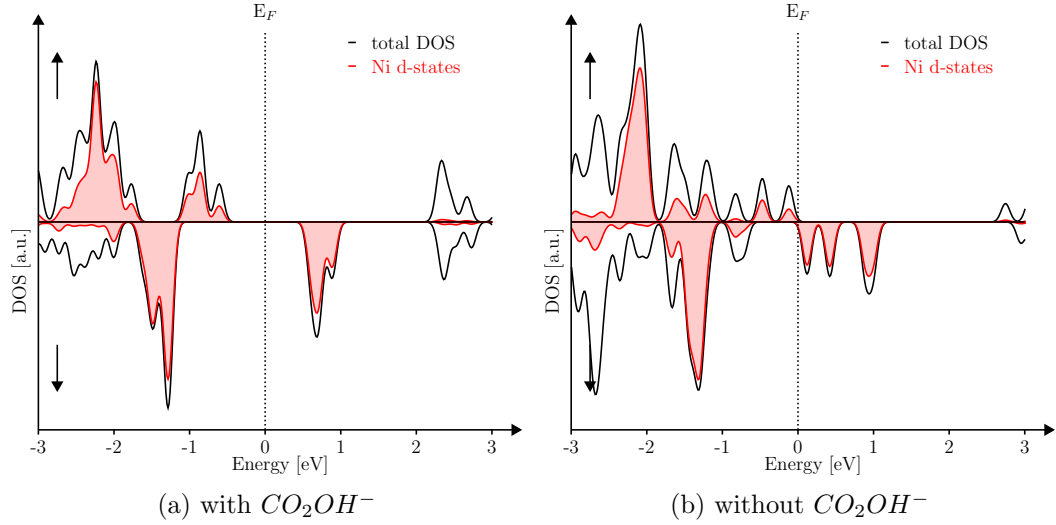 E_F
total DOS
Ni d-states
DOS [a.u.]
-3 -2 -1 0 1 2 3
Energy [eV]
(a) with CO_2OH^-
E_F
total DOS
Ni d-states
DOS [a.u.]
-3 -2 -1 0 1 2 3
Energy [eV]
(b) without CO_2OH^-